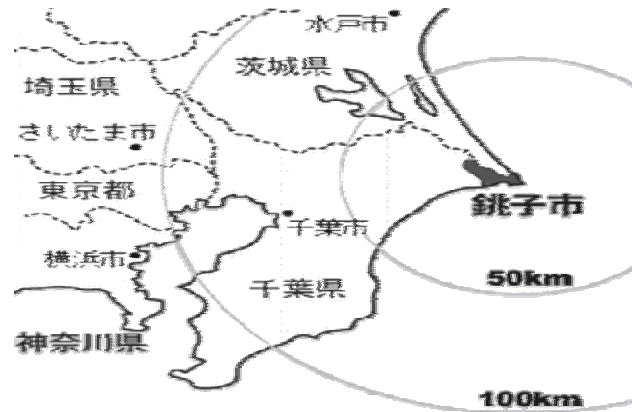 水戸市
茨城県
埼玉県
さいたま市
東京都
銚子市
千葉市
横浜市
50km
千葉県
神奈川県
100km